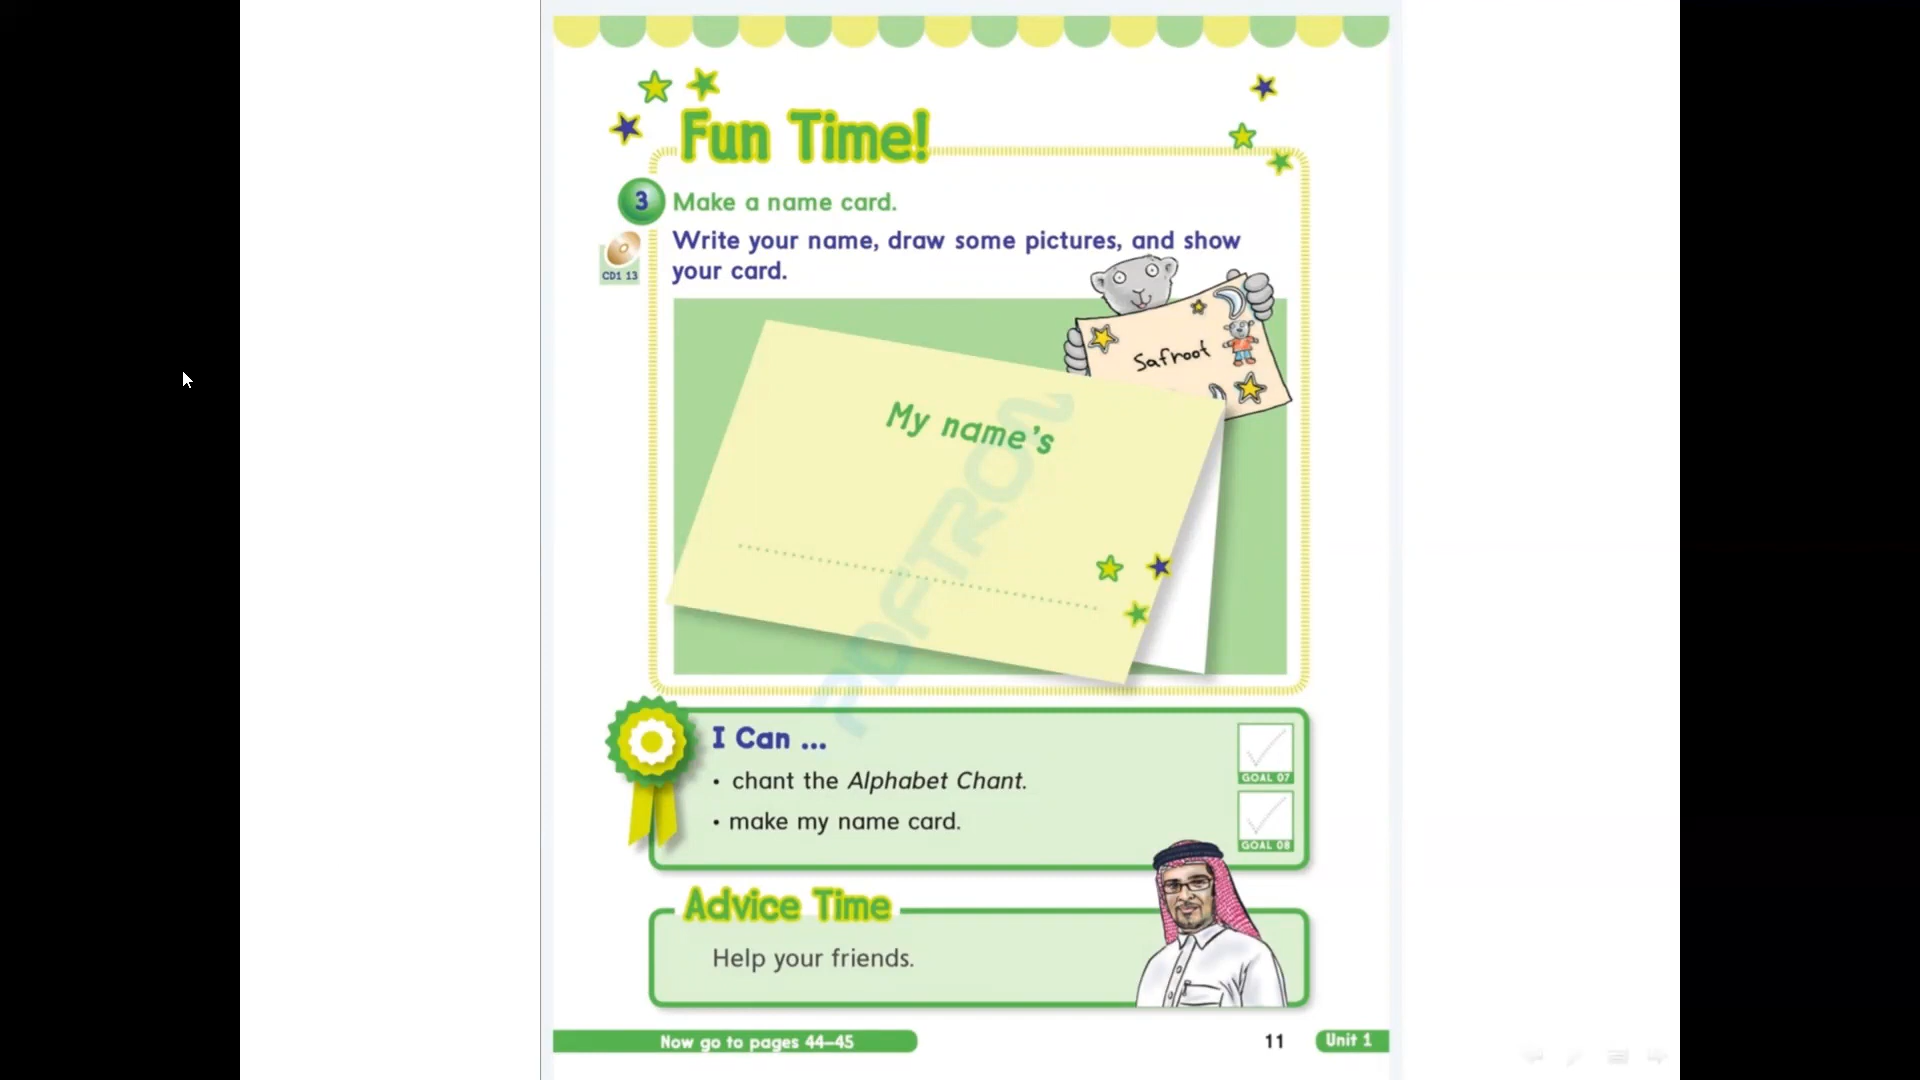 Fun Time!
3 Make a name card.
Write your name, draw some pictures, and show
your card.
CD1 13
Safroot
My name's
PDFTRON
I Can ...
• chant the Alphabet Chant.
• make my name card.
GOAL 07
GOAL 08
Advice Time
Help your friends.
Now go to pages 44–45
11 Unit 1